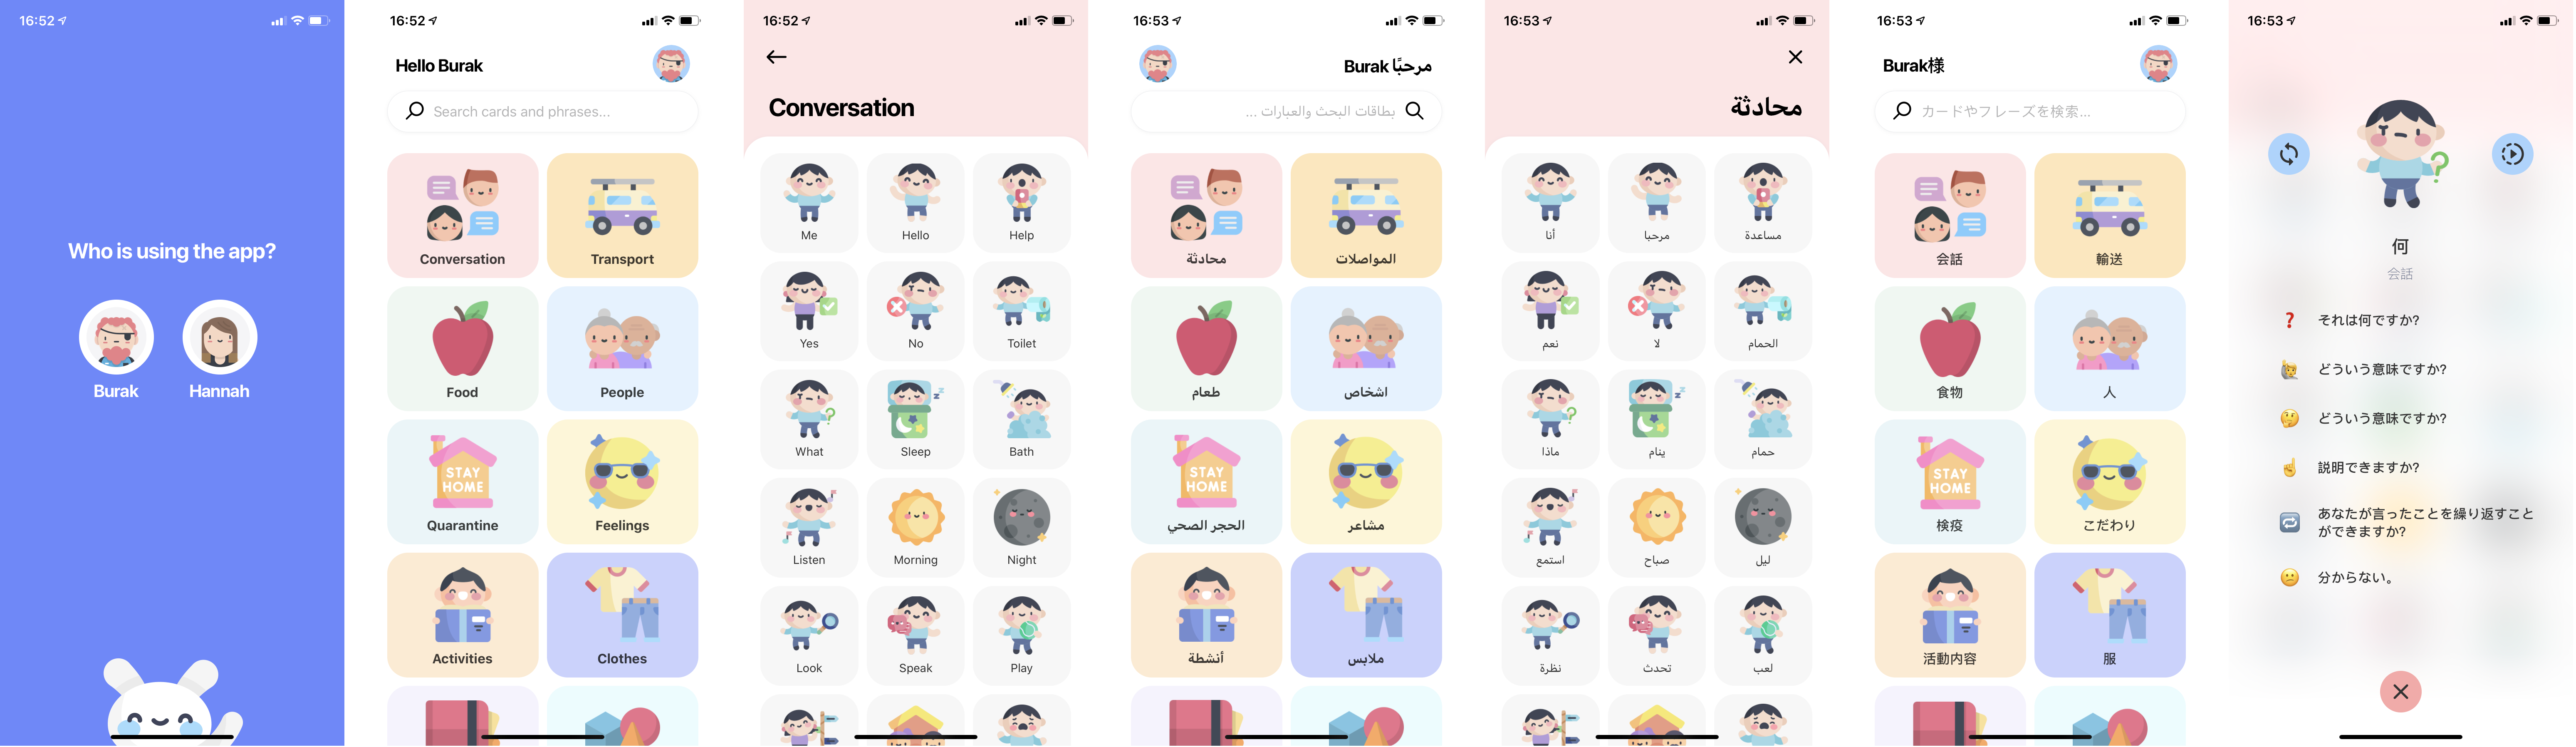 16:52
Who is using the app?
Burak
Hannah
16:52
Hello Burak
Search cards and phrases...
Conversation
Transport
Food
People
STAY
HOME
Quarantine
Feelings
Activities
Clothes
16:52
Conversation
Me
Hello
Help
Yes
No
Toilet
What
Sleep
Bath
Listen
Morning
Night
Look
Speak
Play
16:53
مرحبًا Burak
بطاقات البحث والعبارات ...
محادثة
المواصلات
طعام
اشخاص
STAY
HOME
الحجر الصحي
مشاعر
أنشطة
ملابس
16:53
محادثة
أنا
مرحبا
مساعدة
نعم
لا
الحمام
ماذا
ينام
حمام
استمع
صباح
ليل
نظرة
تحدث
لعب
16:53
Burak様
カードやフレーズを検索...
会話
輸送
食物
人
STAY
HOME
検疫
こだわり
活動内容
服
16:53
何
会話
それは何ですか?
どういう意味ですか?
どういう意味ですか?
説明できますか?
あなたが言ったことを繰り返すこと
ができますか?
分からない。